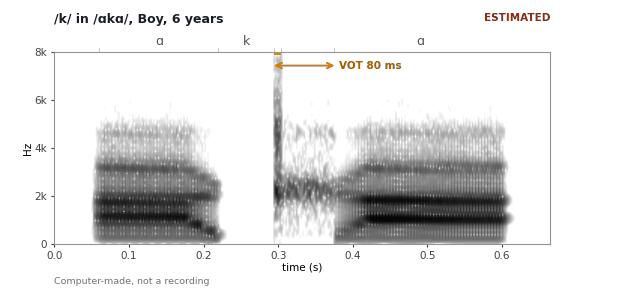 /k/ in /ɑkɑ/, Boy, 6 years
ESTIMATED
ɑ k ɑ
8k
6k
4k
2k
0
Hz
VOT 80 ms
0.0 0.1 0.2 0.3 0.4 0.5 0.6
time (s)
Computer-made, not a recording